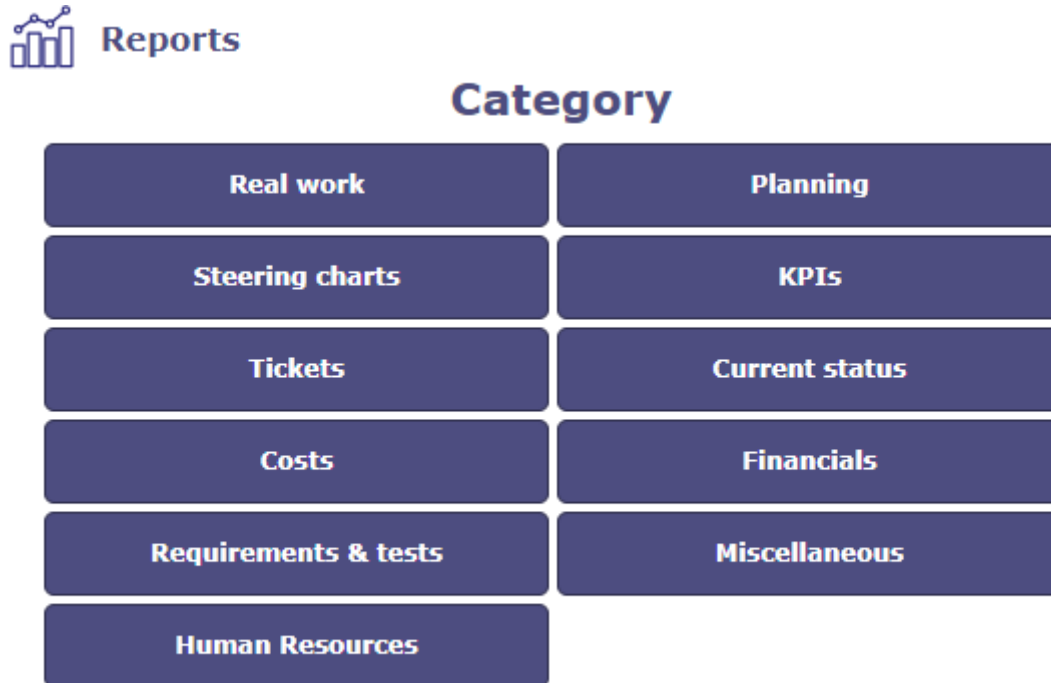 Reports
Category
Real work
Planning
Steering charts
KPIs
Tickets
Current status
Costs
Financials
Requirements & tests
Miscellaneous
Human Resources